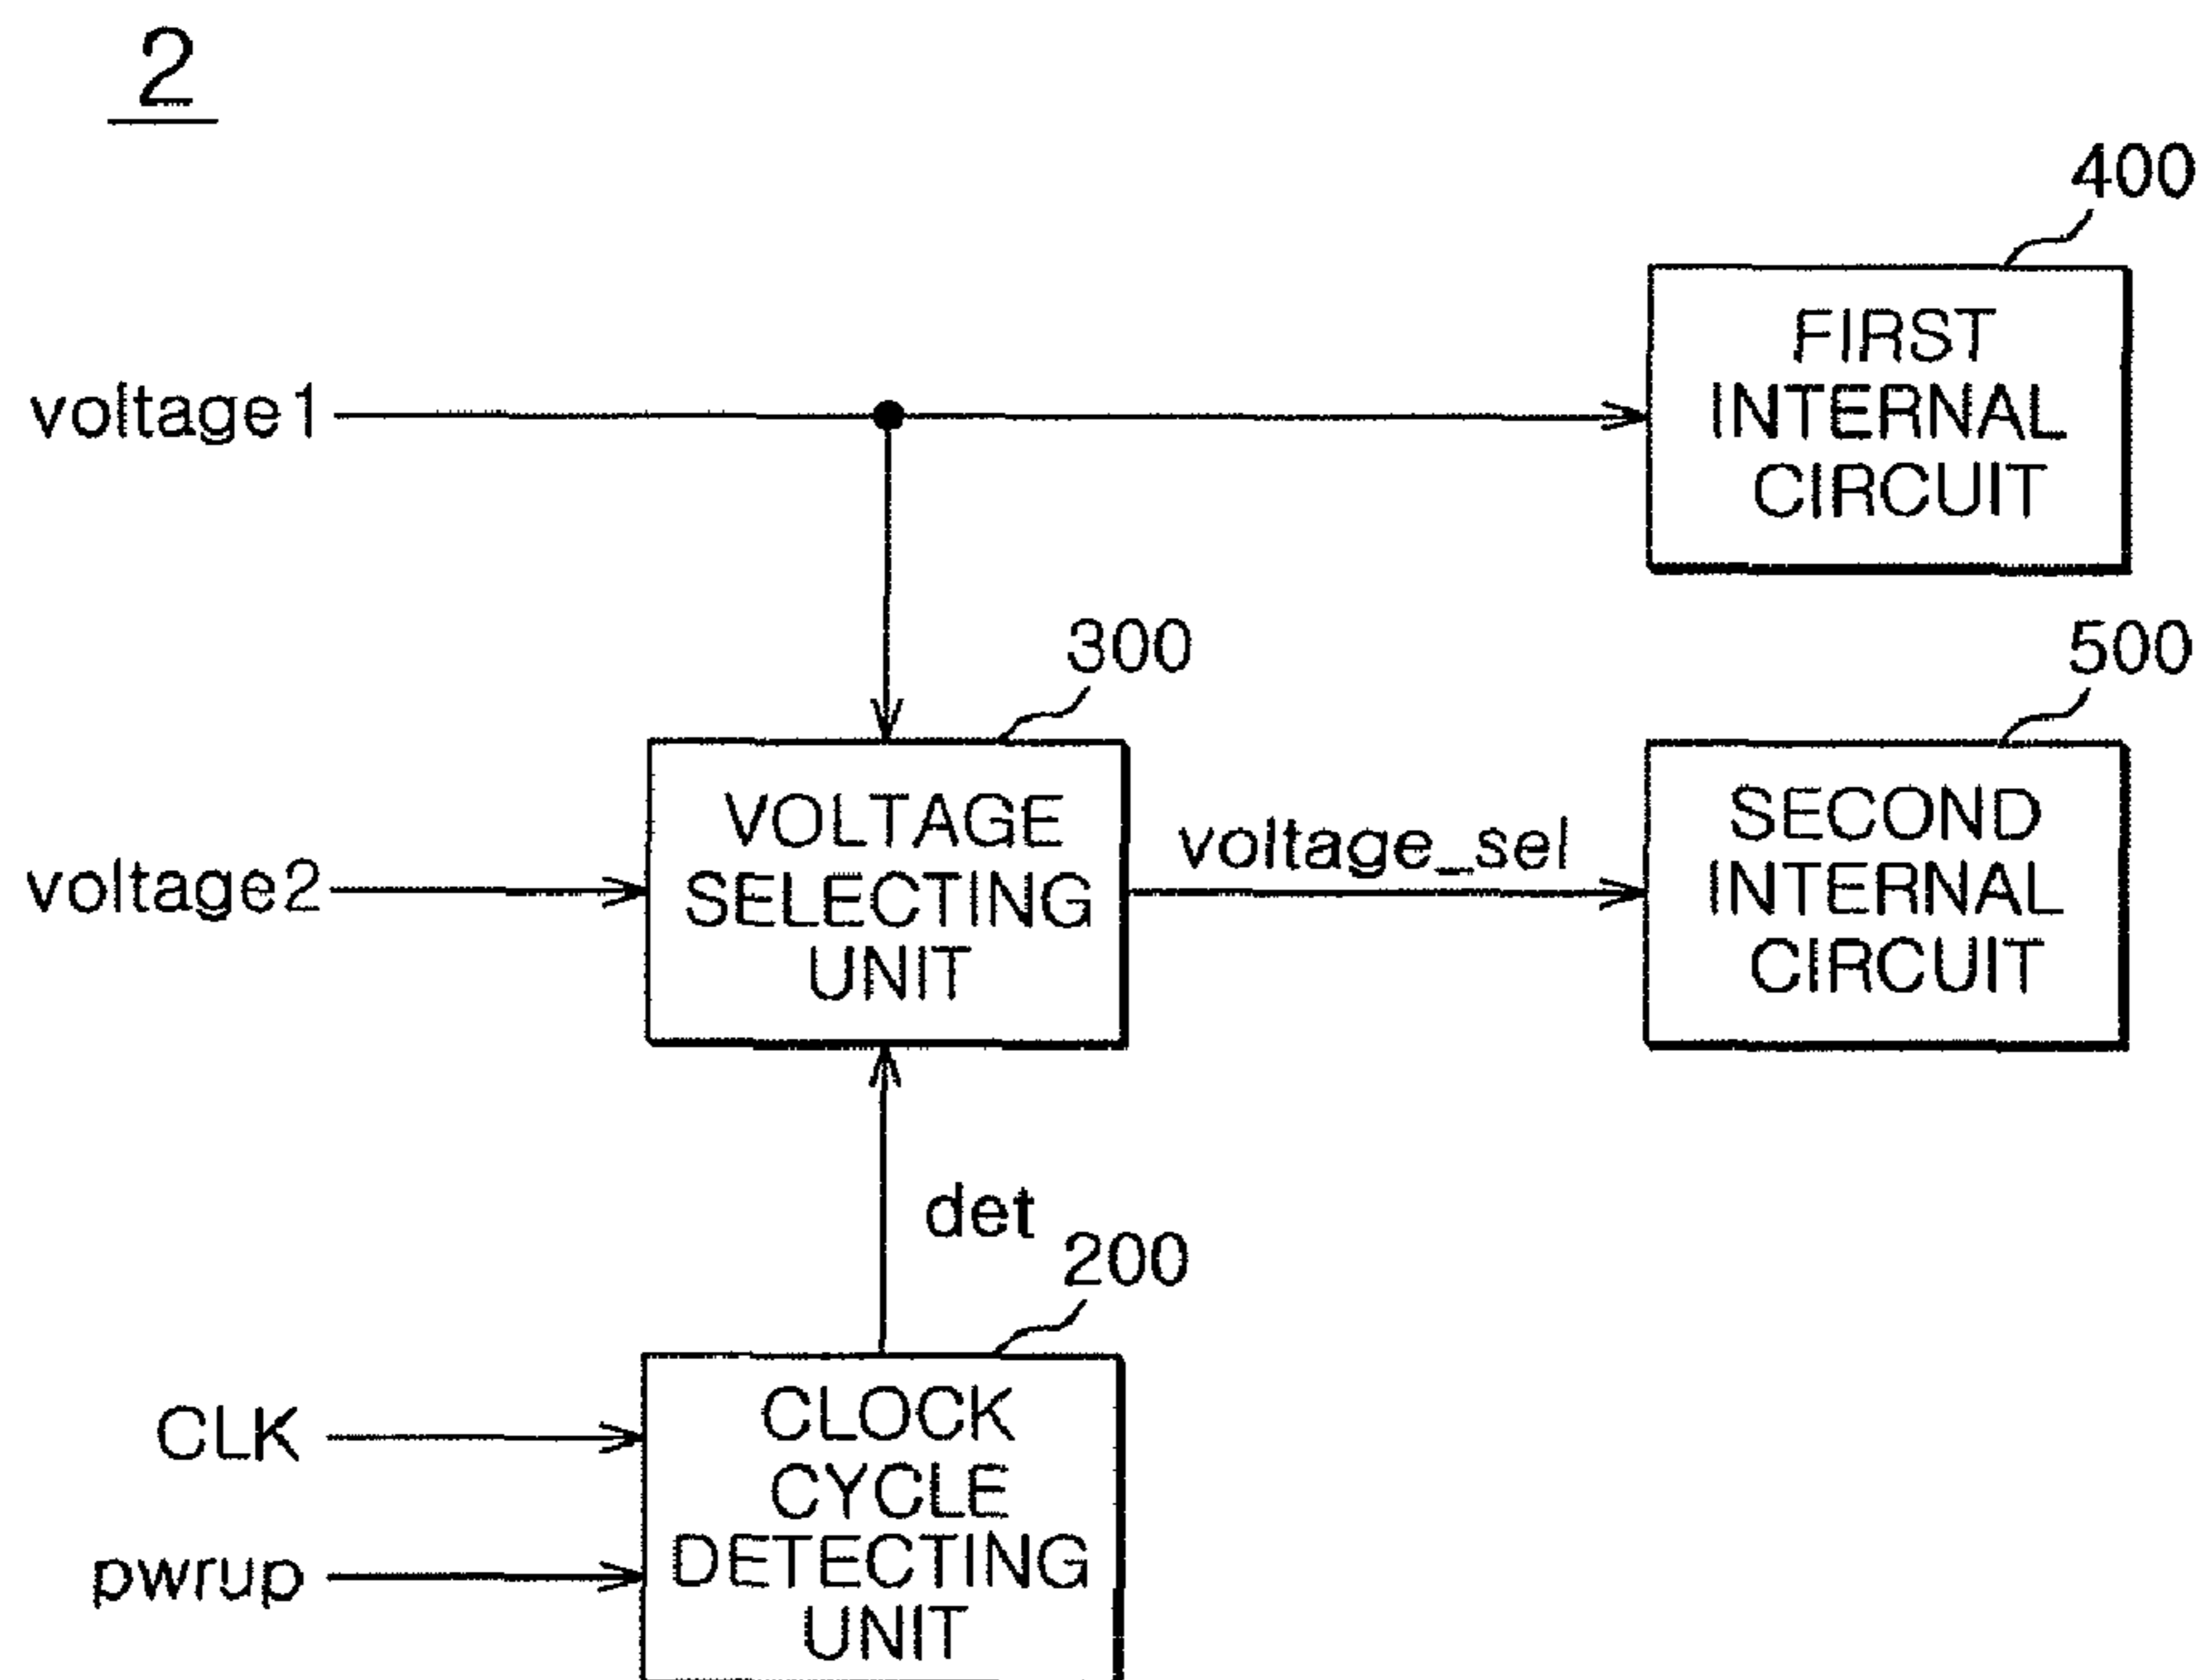 2
400
FIRST
INTERNAL
CIRCUIT
voltage1
300
500
VOLTAGE
SELECTING
UNIT
voltage_sel
SECOND
INTERNAL
CIRCUIT
voltage2
det
200
CLK
pwrup
CLOCK
CYCLE
DETECTING
UNIT